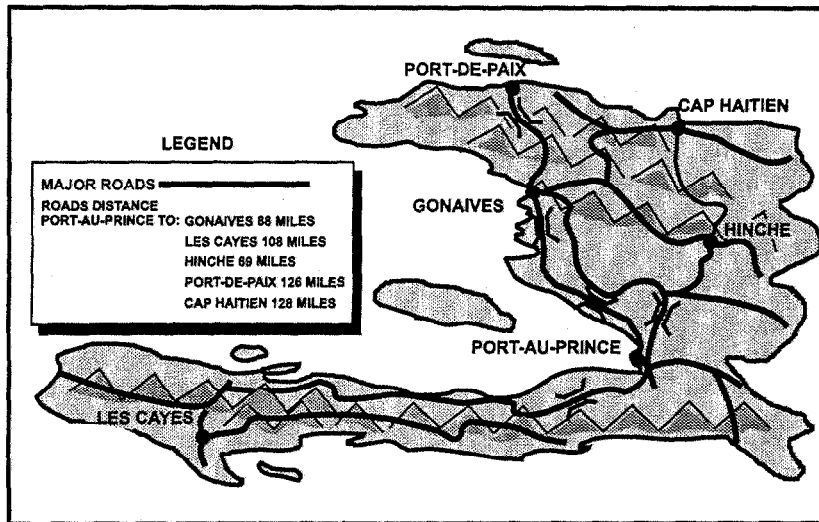 PORT-DE-PAIX
CAP HAITIEN
LEGEND
MAJOR ROADS
ROADS DISTANCE
PORT-AU-PRINCE TO: GONAIVES 88 MILES
LES CAYES 108 MILES
HINCHE 69 MILES
PORT-DE-PAIX 126 MILES
CAP HAITIEN 128 MILES
GONAIVES
HINCHE
PORT-AU-PRINCE
LES CAYES